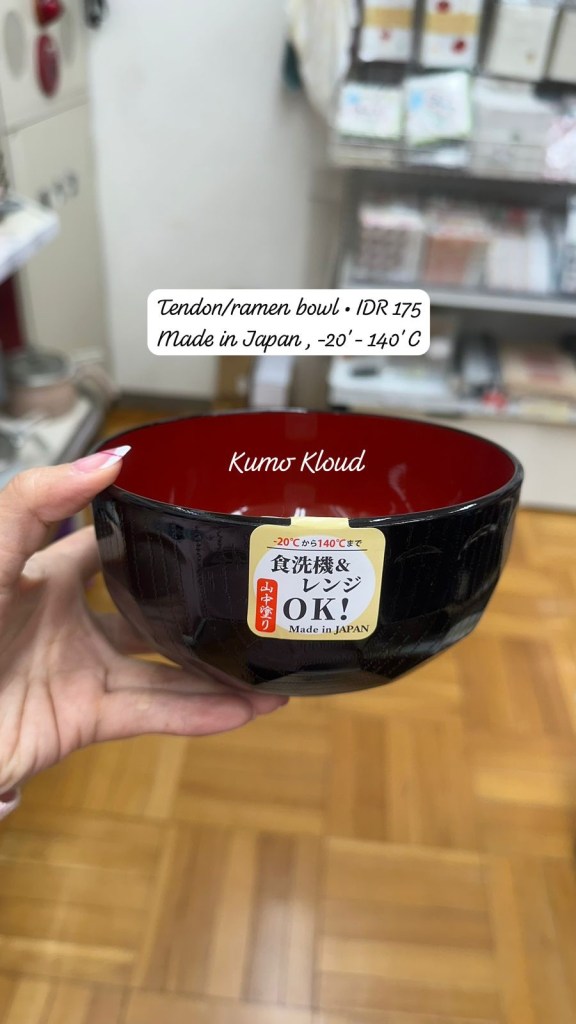 Tendon/ramen bowl • IDR 175
Made in Japan , -20' - 140' C
Kumo Kloud
-20℃から140℃まで
食洗機&
レンジ
OK!
山中塗り
Made in JAPAN